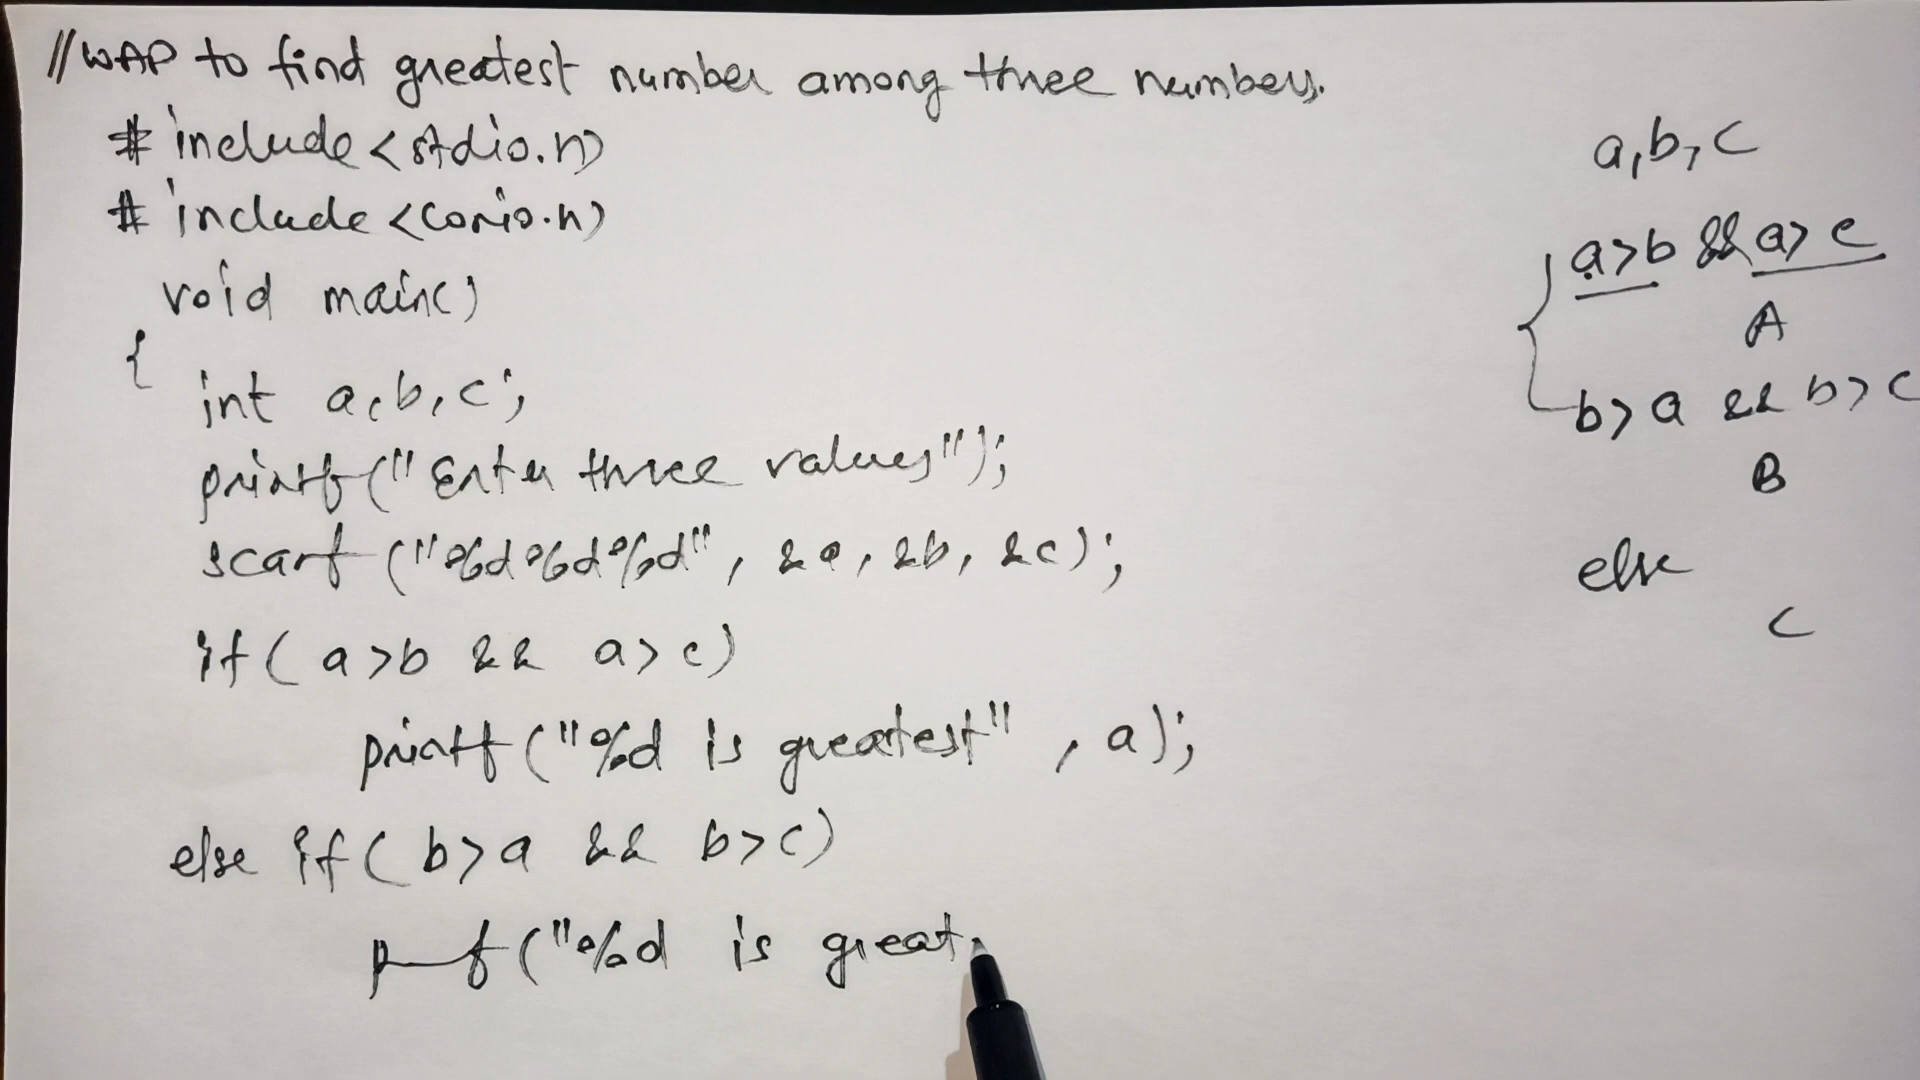 //WAP to find greatest number among three numbers.
#include<stdio.h>
#include<conio.h>
void main()
{
int a,b,c;
printf("Enter three values");
scanf("%d%d%d", &a, &b, &c);
if( a>b && a>c)
printf("%d is greatest" , a);
else if( b>a && b>c)
p f("%d is great
a,b,c
a>b && a>c
A
b>a && b>c
B
else
C